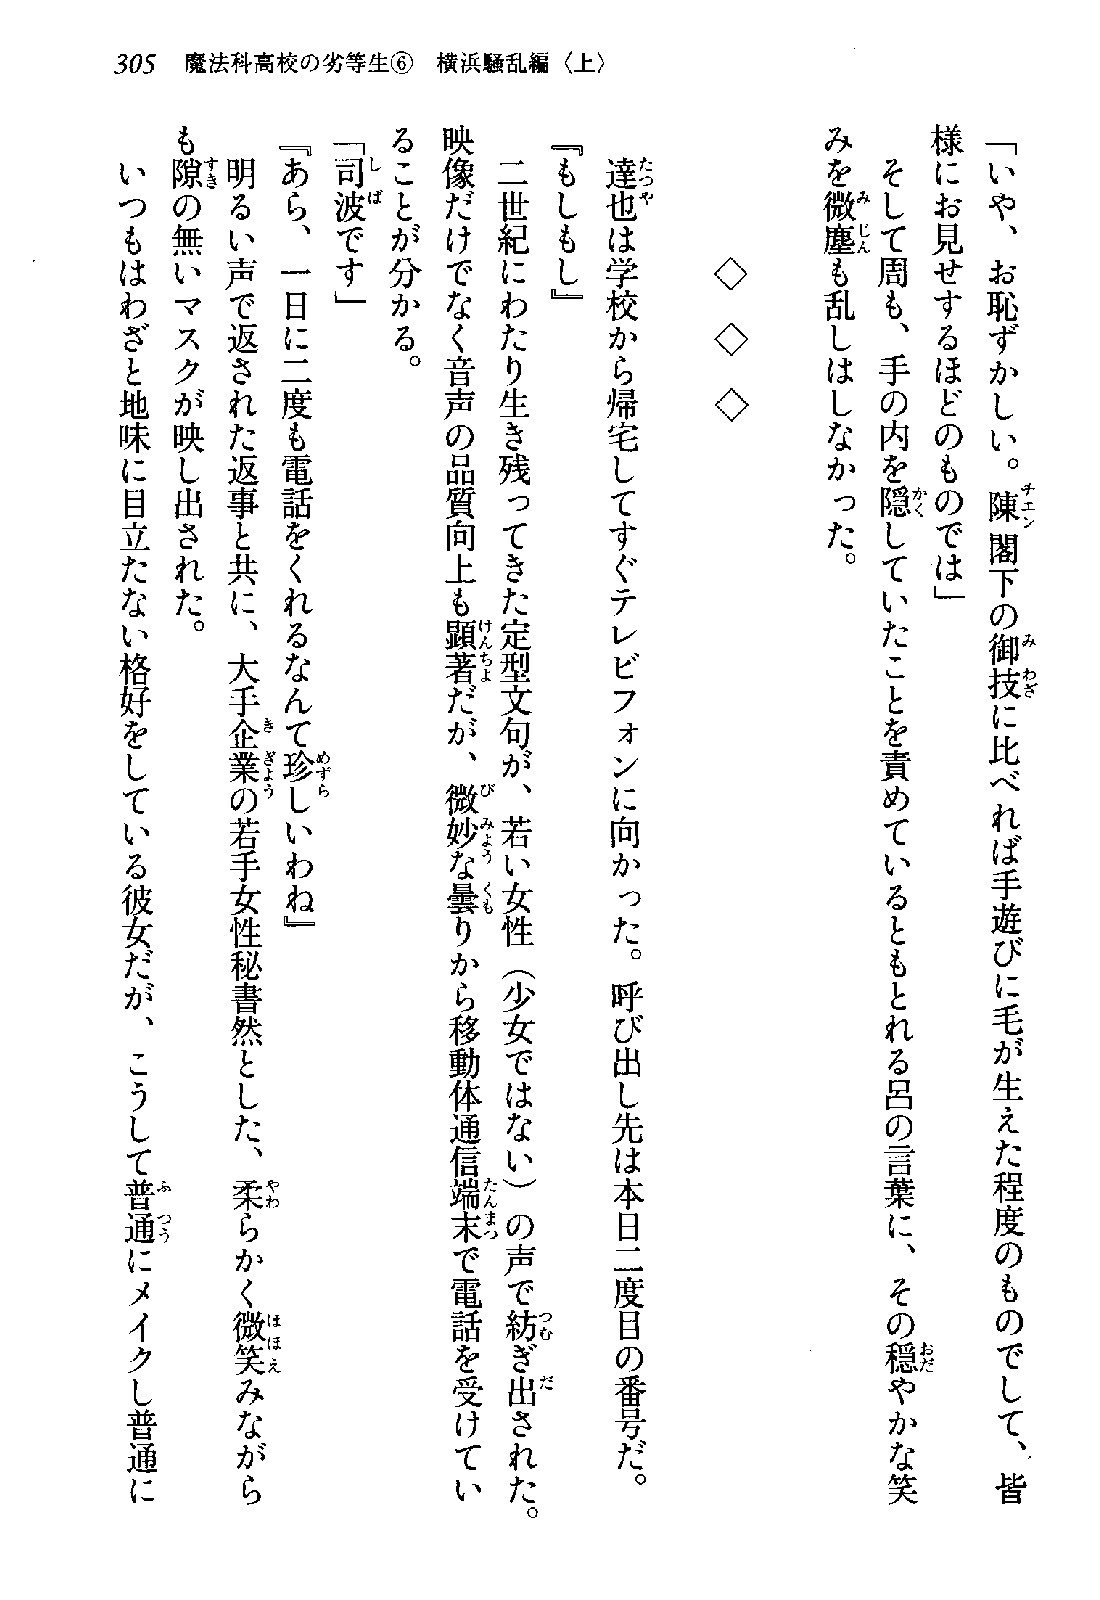 305 魔法科高校の劣等生⑥ 横浜騒乱編〈上〉
「いや、お恥ずかしい。陳閣下の御技に比べれば手遊びに毛が生えた程度のものでして、皆
様にお見せするほどのものでは」
そして周も、手の内を隠していたことを責めているともとれる呂の言葉に、その穏やかな笑
みを微塵も乱しはしなかった。
◇ ◇ ◇
達也は学校から帰宅してすぐテレビフォンに向かった。呼び出し先は本日二度目の番号だ。
『もしもし』
二世紀にわたり生き残ってきた定型文句が、若い女性（少女ではない）の声で紡ぎ出された。
映像だけでなく音声の品質向上も顕著だが、微妙な曇りから移動体通信端末で電話を受けてい
ることが分かる。
「司波です」
『あら、一日に二度も電話をくれるなんて珍しいわね』
明るい声で返された返事と共に、大手企業の若手女性秘書然とした、柔らかく微笑みながら
も隙の無いマスクが映し出された。
いつもはわざと地味に目立たない格好をしている彼女だが、こうして普通にメイクし普通に